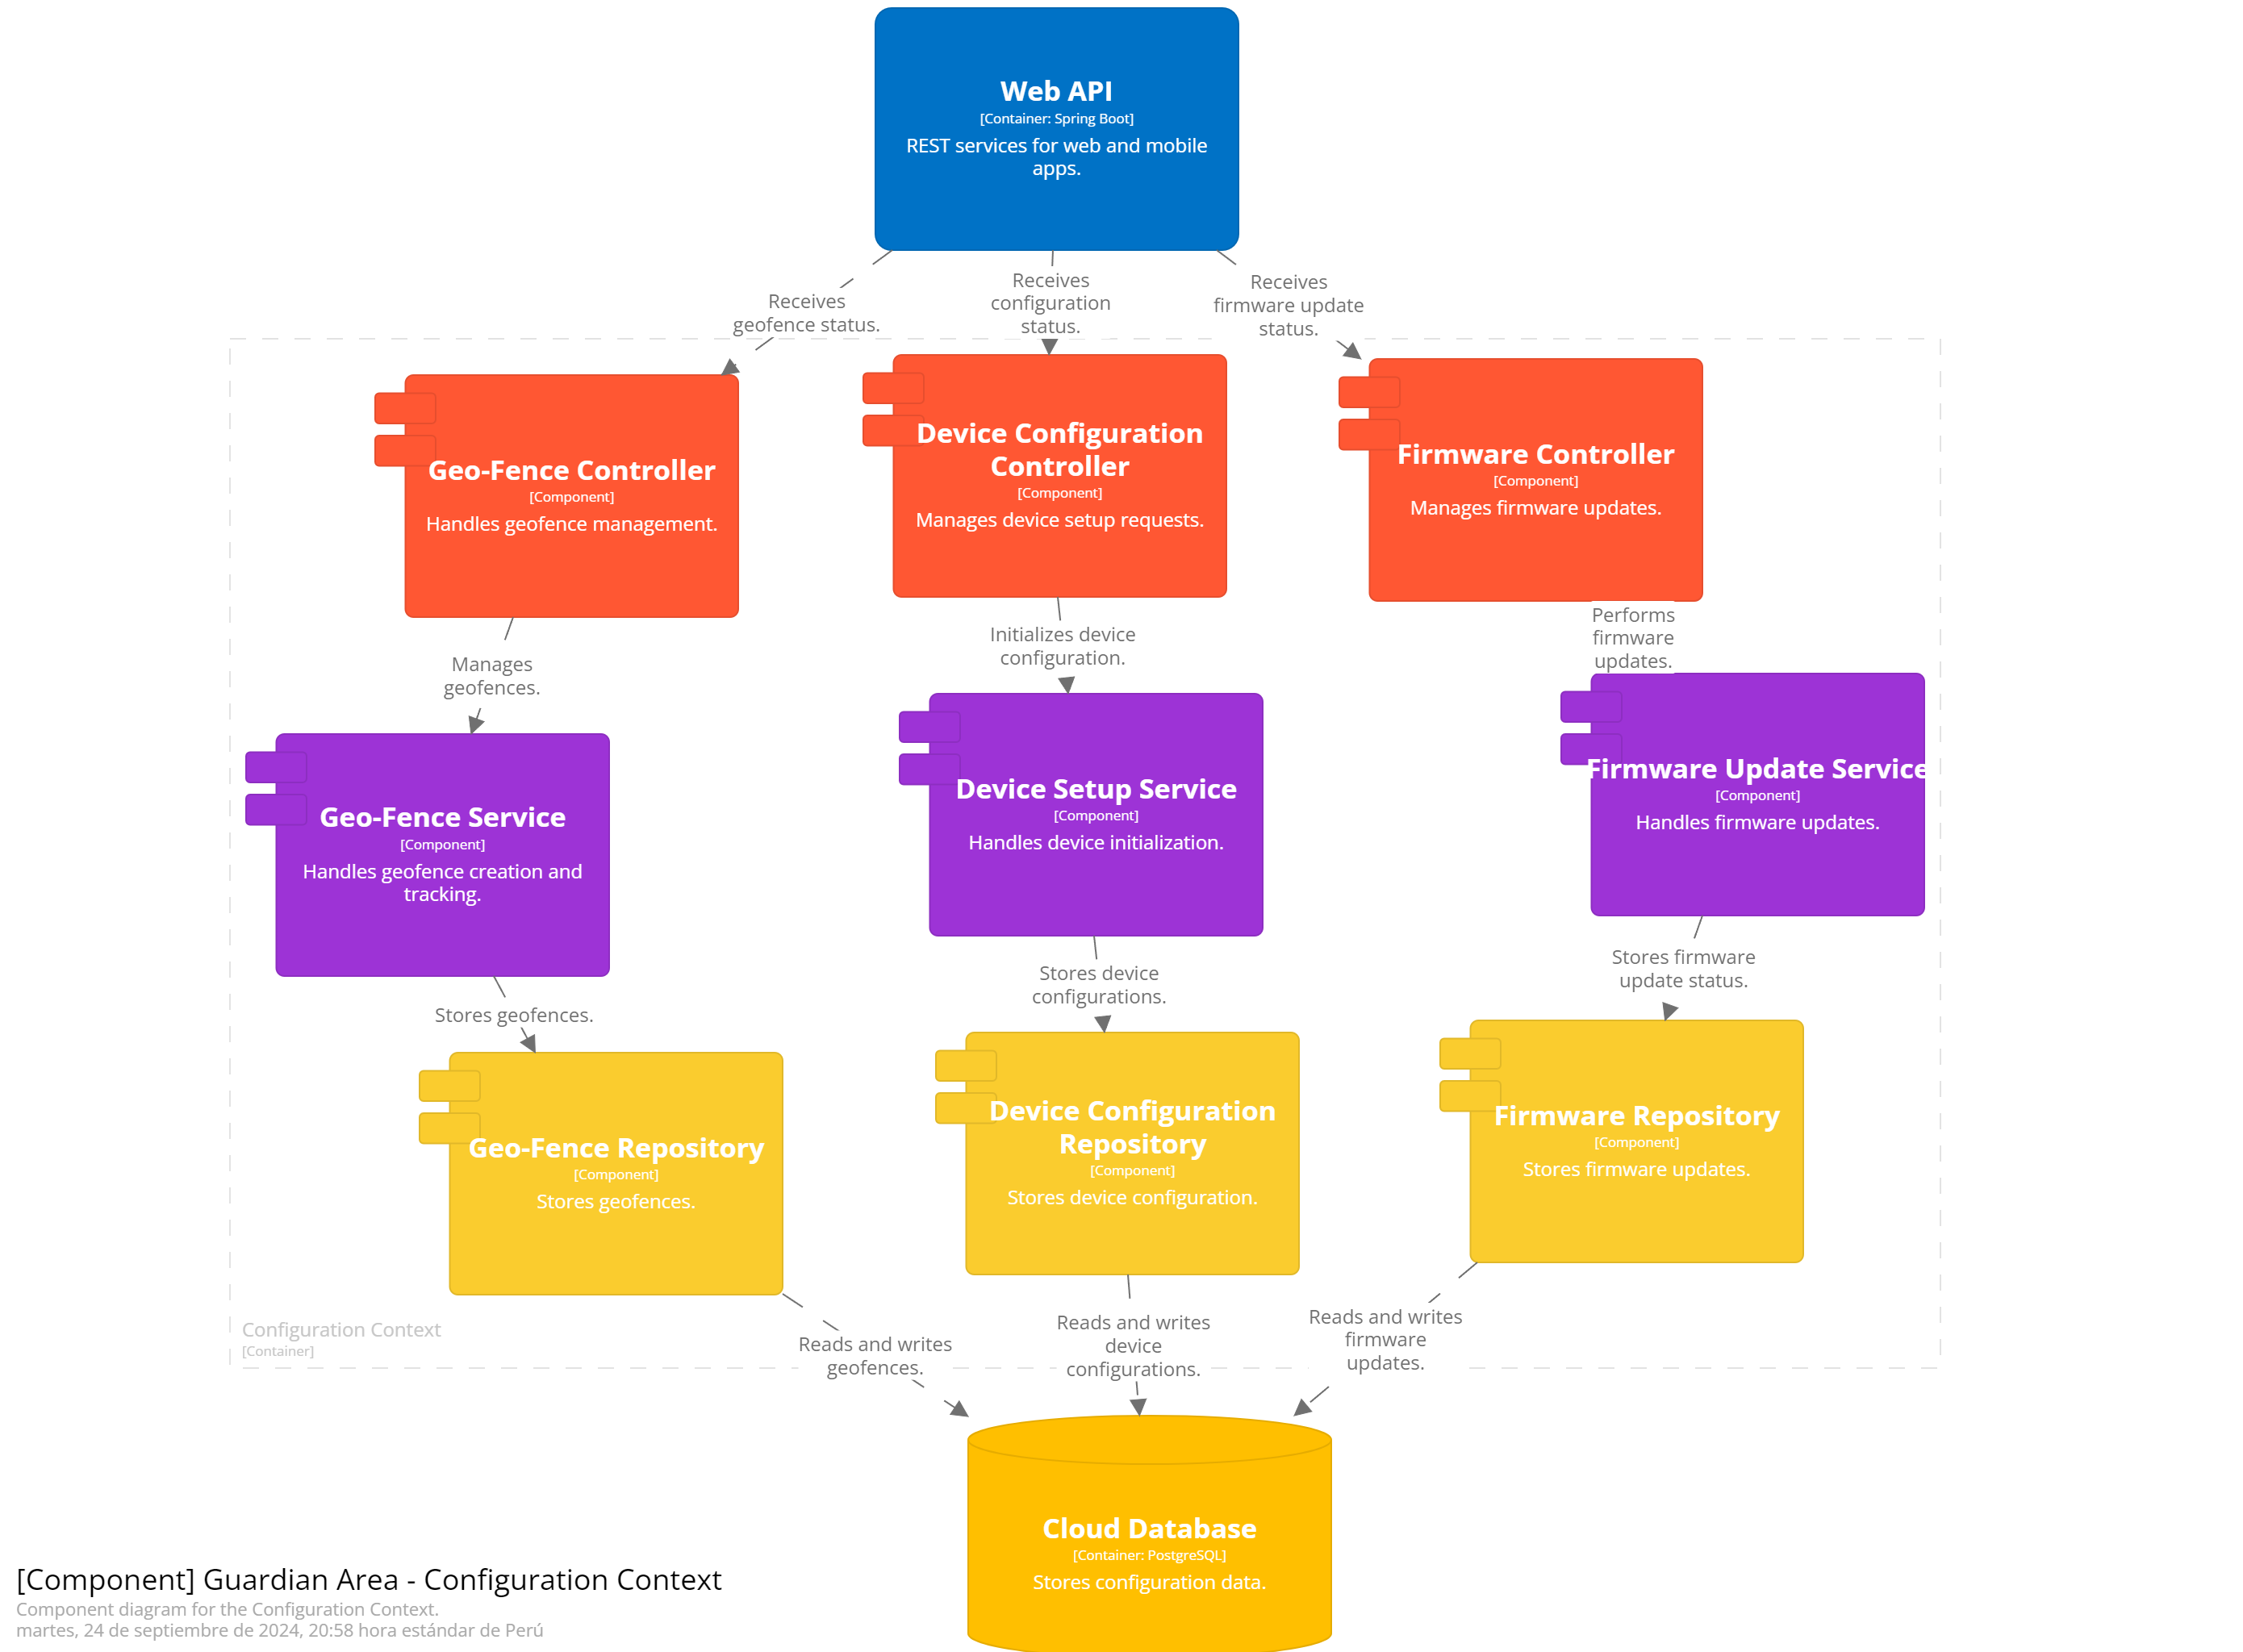 Web API
[Container: Spring Boot]
REST services for web and mobile
apps.
Receives
geofence status.
Receives
configuration
status.
Receives
firmware update
status.
Geo-Fence Controller
[Component]
Handles geofence management.
Device Configuration
Controller
[Component]
Manages device setup requests.
Firmware Controller
[Component]
Manages firmware updates.
Manages
geofences.
Initializes device
configuration.
Performs
firmware
updates.
Geo-Fence Service
[Component]
Handles geofence creation and
tracking.
Device Setup Service
[Component]
Handles device initialization.
Firmware Update Service
[Component]
Handles firmware updates.
Stores geofences.
Stores device
configurations.
Stores firmware
update status.
Geo-Fence Repository
[Component]
Stores geofences.
Device Configuration
Repository
[Component]
Stores device configuration.
Firmware Repository
[Component]
Stores firmware updates.
Configuration Context
[Container]
Reads and writes
geofences.
Reads and writes
device
configurations.
Reads and writes
firmware
updates.
Cloud Database
[Container: PostgreSQL]
Stores configuration data.
[Component] Guardian Area - Configuration Context
Component diagram for the Configuration Context.
martes, 24 de septiembre de 2024, 20:58 hora estándar de Perú